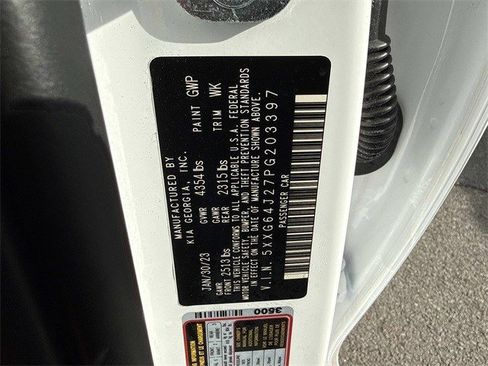 MANUFACTURED BY
KIA GEORGIA, INC.
PAINT GWP
JAN/30/23 GVWR 4354 lbs TRIM WK
GAWR FRONT 2513 lbs GAWR REAR 2315 lbs
THIS VEHICLE CONFORMS TO ALL APPLICABLE U.S.A. FEDERAL
MOTOR VEHICLE SAFETY, BUMPER, AND THEFT PREVENTION STANDARDS
IN EFFECT ON THE DATE OF MANUFACTURE SHOWN ABOVE.
V.I.N. 5XXG64J27PG203397
PASSENGER CAR
3500